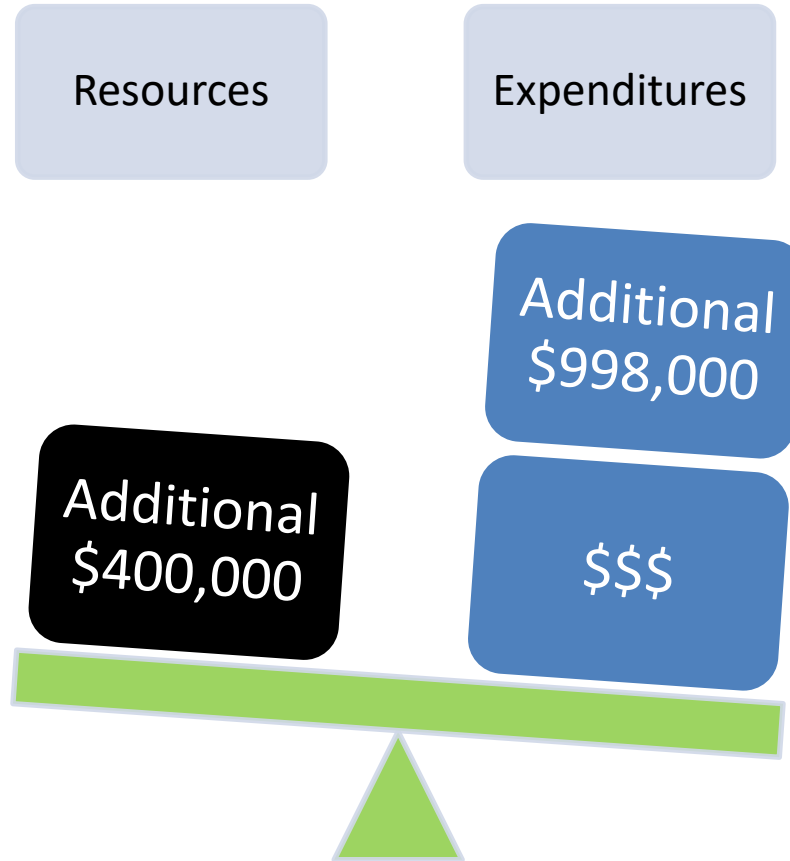 Resources
Expenditures
Additional
$998,000
Additional
$400,000
$$$